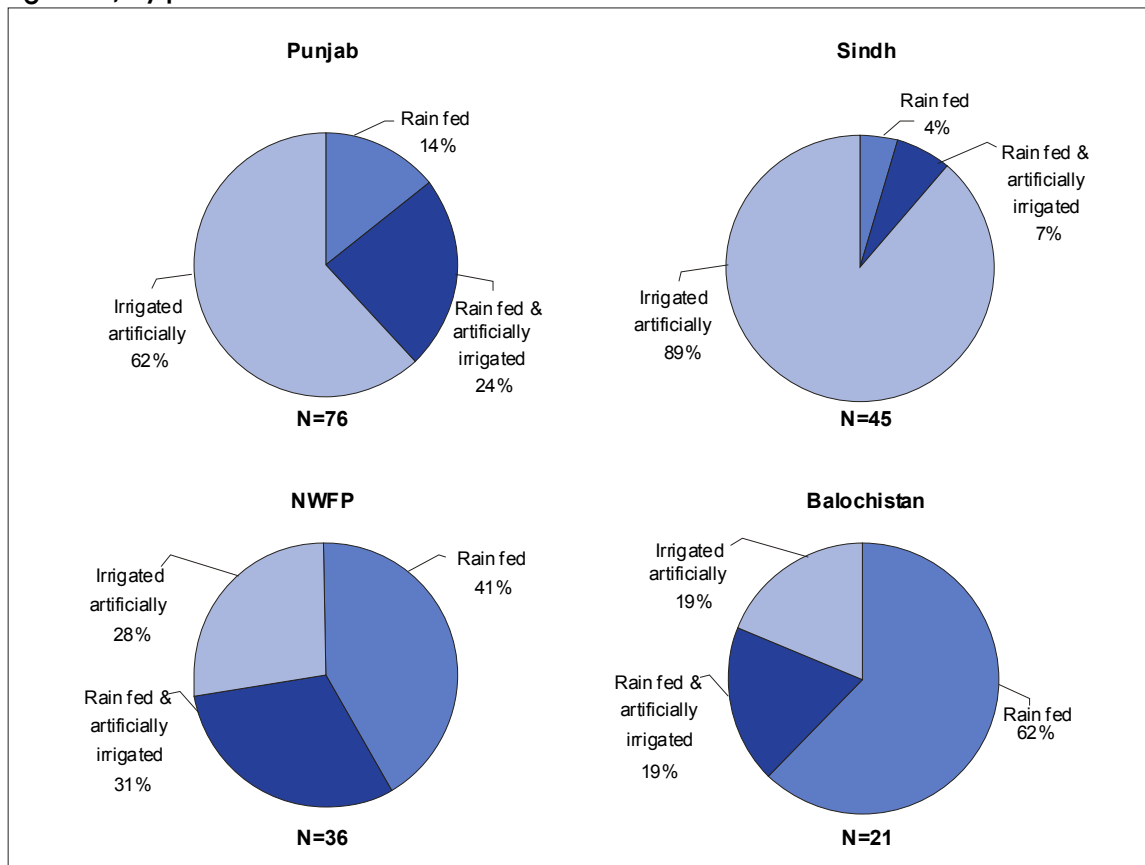 Punjab
Rain fed
14%
Rain fed &
artificially
irrigated
24%
Irrigated
artificially
62%
N=76
Sindh
Rain fed
4%
Rain fed &
artificially
irrigated
7%
Irrigated
artificially
89%
N=45
NWFP
Rain fed
41%
Irrigated
artificially
28%
Rain fed &
artificially
irrigated
31%
N=36
Balochistan
Irrigated
artificially
19%
Rain fed &
artificially
irrigated
19%
Rain fed
62%
N=21